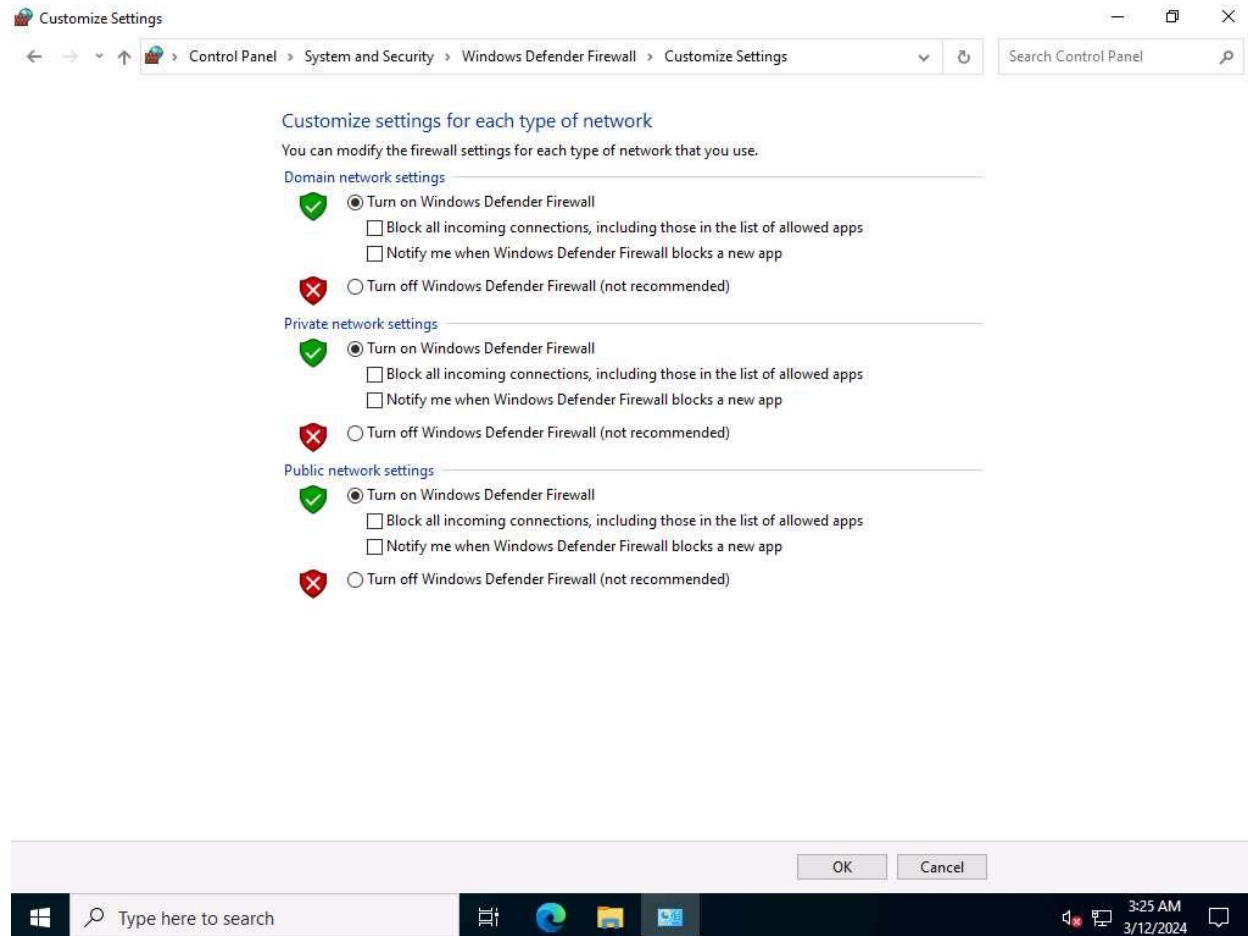 Customize Settings
Control Panel › System and Security › Windows Defender Firewall › Customize Settings
Search Control Panel
Customize settings for each type of network
You can modify the firewall settings for each type of network that you use.
Domain network settings
Turn on Windows Defender Firewall
Block all incoming connections, including those in the list of allowed apps
Notify me when Windows Defender Firewall blocks a new app
Turn off Windows Defender Firewall (not recommended)
Private network settings
Turn on Windows Defender Firewall
Block all incoming connections, including those in the list of allowed apps
Notify me when Windows Defender Firewall blocks a new app
Turn off Windows Defender Firewall (not recommended)
Public network settings
Turn on Windows Defender Firewall
Block all incoming connections, including those in the list of allowed apps
Notify me when Windows Defender Firewall blocks a new app
Turn off Windows Defender Firewall (not recommended)
OK Cancel
Type here to search
3:25 AM
3/12/2024